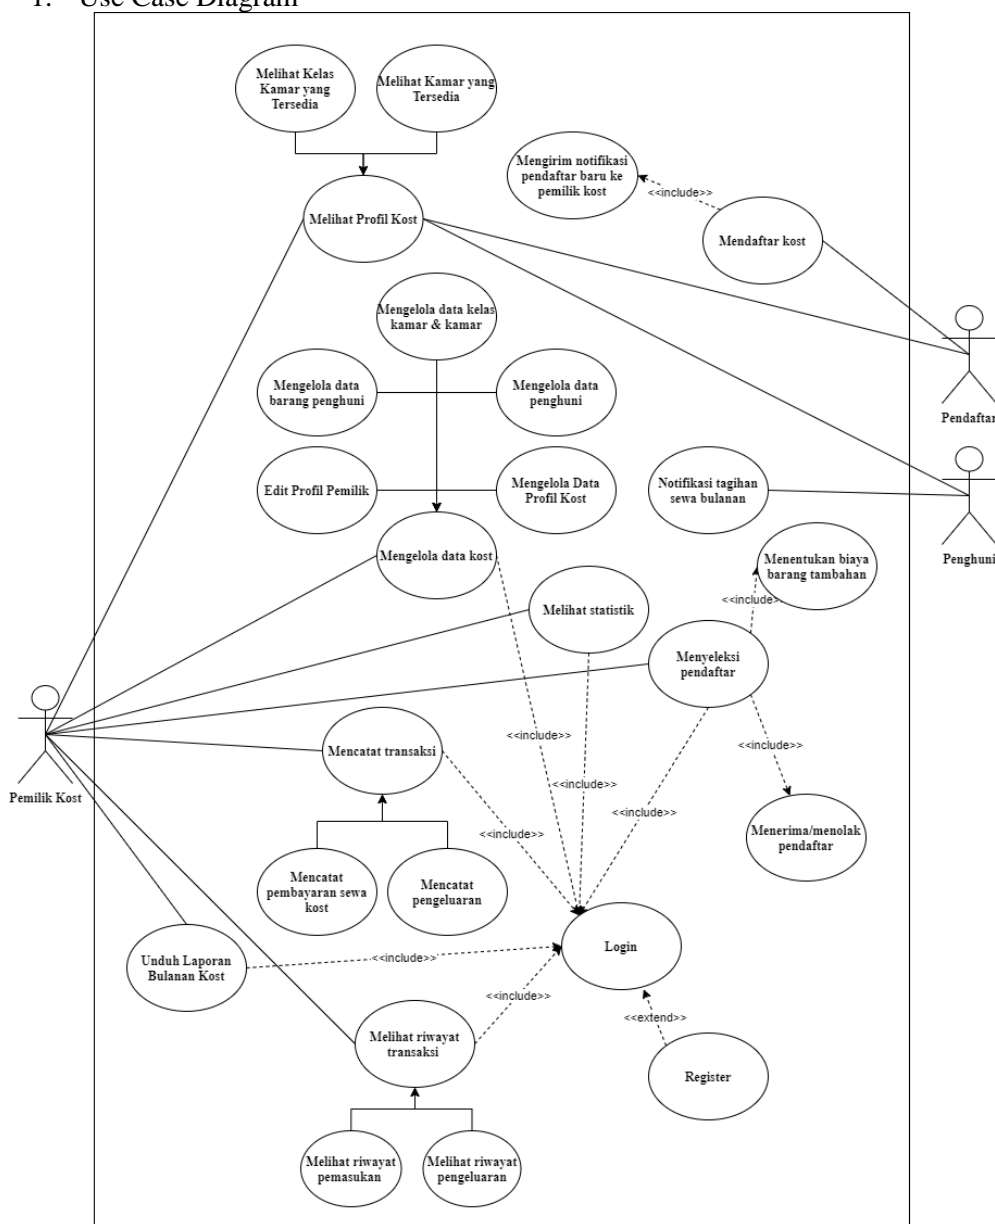 1. Use Case Diagram
Melihat Kelas
Kamar yang
Tersedia
Melihat Kamar yang
Tersedia
Mengirim notifikasi
pendaftar baru ke
pemilik kost
<<include>>
Melihat Profil Kost
Mendaftar kost
Mengelola data kelas
kamar & kamar
Mengelola data
barang penghuni
Mengelola data
penghuni
Pendaftar
Edit Profil Pemilik
Mengelola Data
Profil Kost
Notifikasi tagihan
sewa bulanan
Mengelola data kost
Menentukan biaya
barang tambahan
Penghuni
<<include>>
Melihat statistik
Menyeleksi
pendaftar
<<include>>
<<include>>
Mencatat transaksi
<<include>>
<<include>>
Pemilik Kost
<<include>>
Menerima/menolak
pendaftar
Mencatat
pembayaran sewa
kost
Mencatat
pengeluaran
Login
Unduh Laporan
Bulanan Kost
<<include>>
<<include>>
<<extend>>
Melihat riwayat
transaksi
Register
Melihat riwayat
pemasukan
Melihat riwayat
pengeluaran